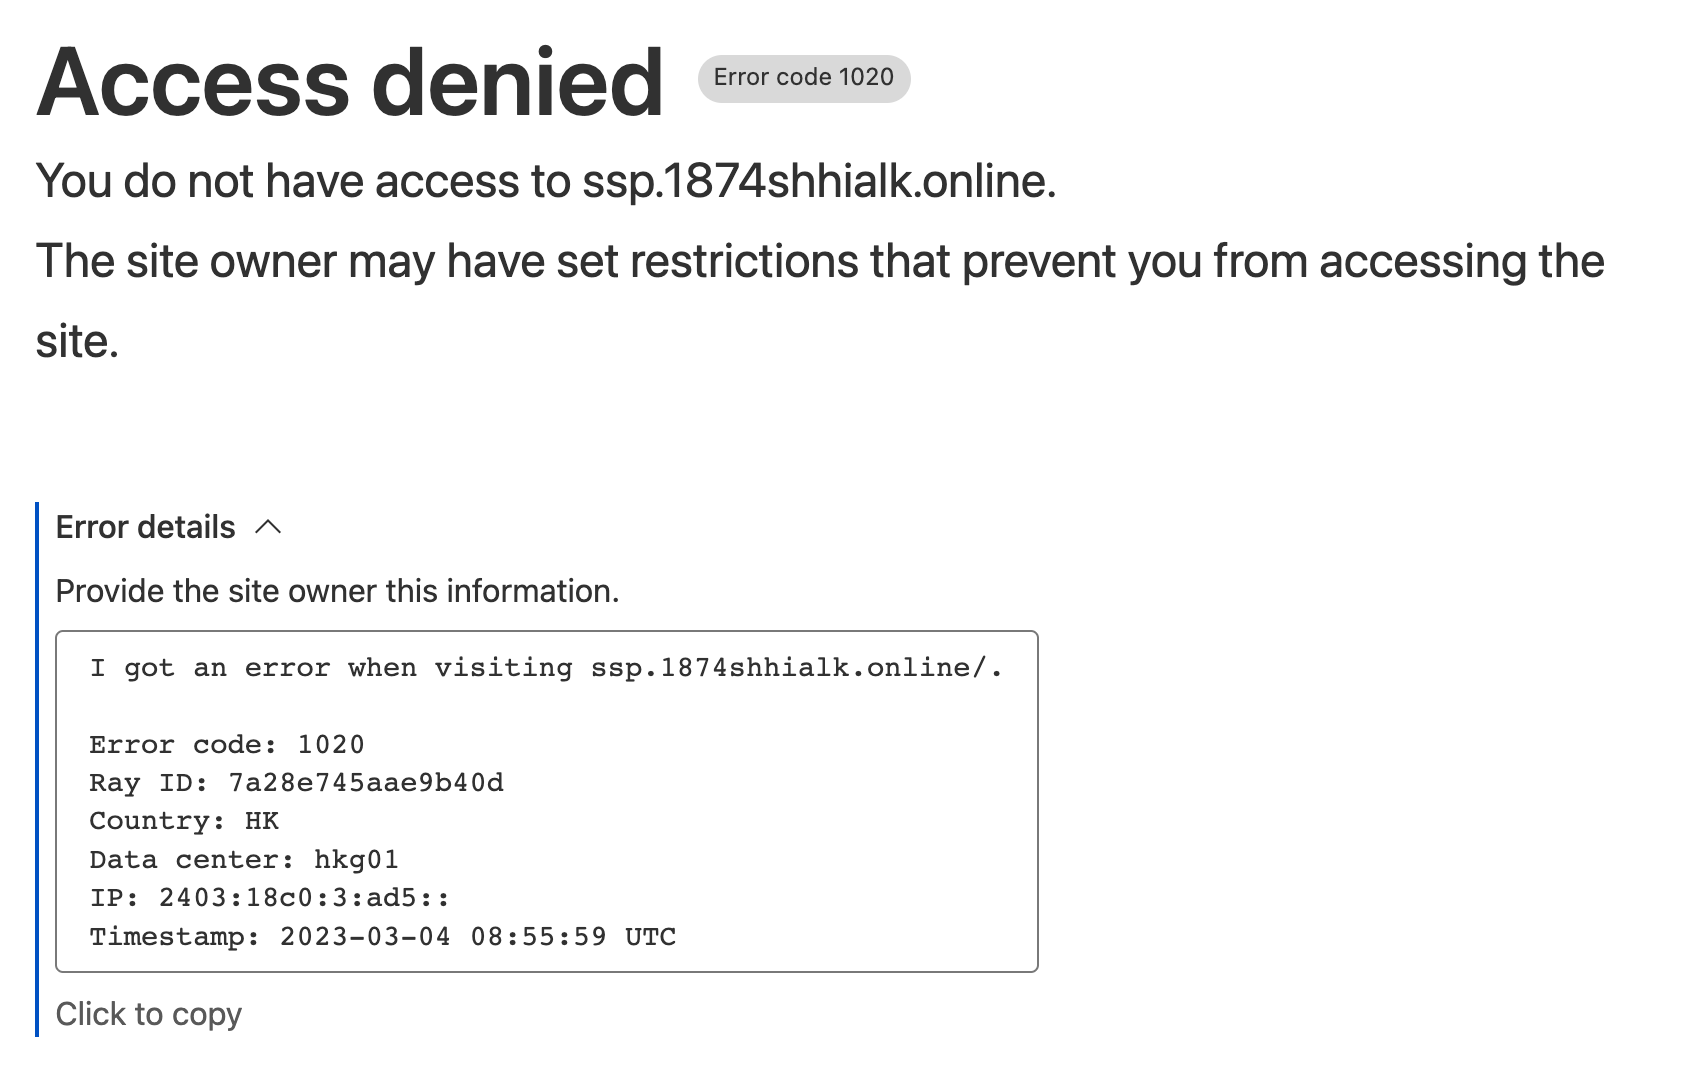 Access denied Error code 1020
You do not have access to ssp.1874shhialk.online.
The site owner may have set restrictions that prevent you from accessing the
site.
Error details
Provide the site owner this information.
I got an error when visiting ssp.1874shhialk.online/.
Error code: 1020
Ray ID: 7a28e745aae9b40d
Country: HK
Data center: hkg01
IP: 2403:18c0:3:ad5::
Timestamp: 2023-03-04 08:55:59 UTC
Click to copy